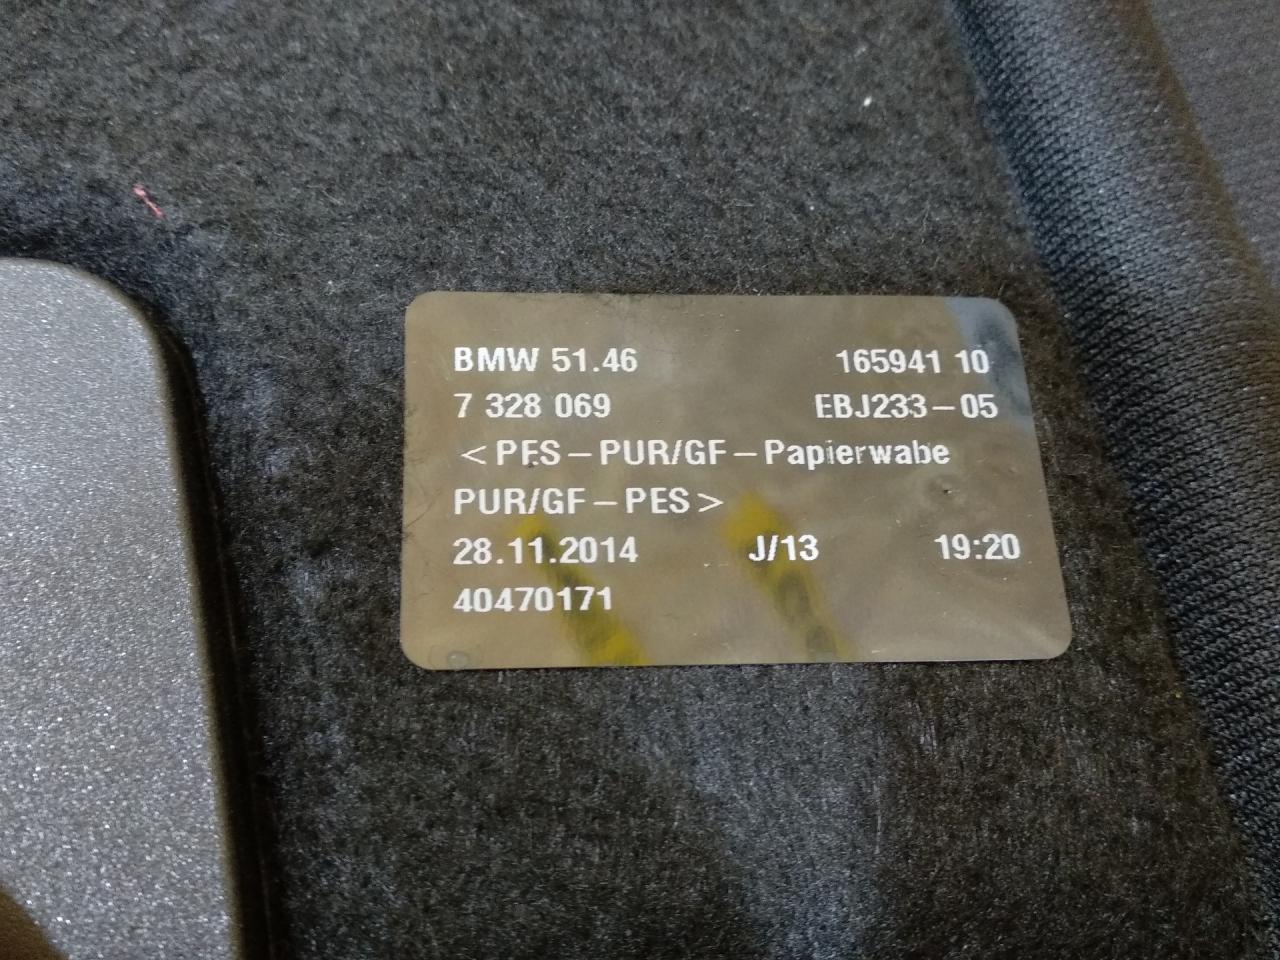 BMW 51.46 165941 10
7 328 069 EBJ233-05
<PES-PUR/GF-Papierwabe
PUR/GF-PES>
28.11.2014 J/13 19:20
40470171